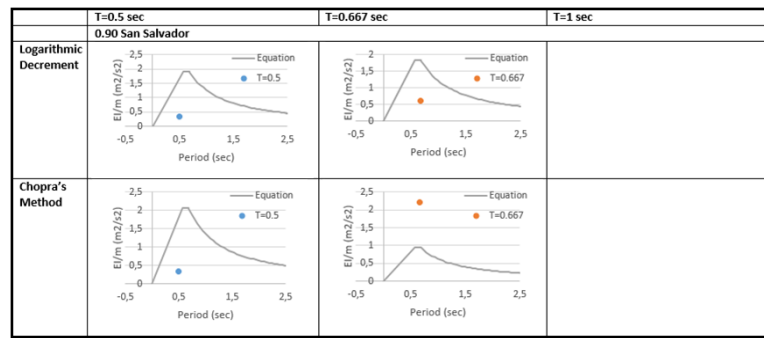 T=0.5 sec
T=0.667 sec
T=1 sec
0.90 San Salvador
Logarithmic
Decrement
EI/m (m2/s2)
2,5
2
1,5
1
0,5
0
-0,5
0,5
1,5
2,5
Period (sec)
Equation
T=0.5
EI/m (m2/s2)
2
1,5
1
0,5
0
-0,5
0,5
1,5
2,5
Period (sec)
Equation
T=0.667
Chopra's
Method
EI/m (m2/s2)
2,5
2
1,5
1
0,5
0
-0,5
0,5
1,5
2,5
Period (sec)
Equation
T=0.5
EI/m (m2/s2)
2,5
2
1,5
1
0,5
0
-0,5
0,5
1,5
2,5
Period (sec)
Equation
T=0.667